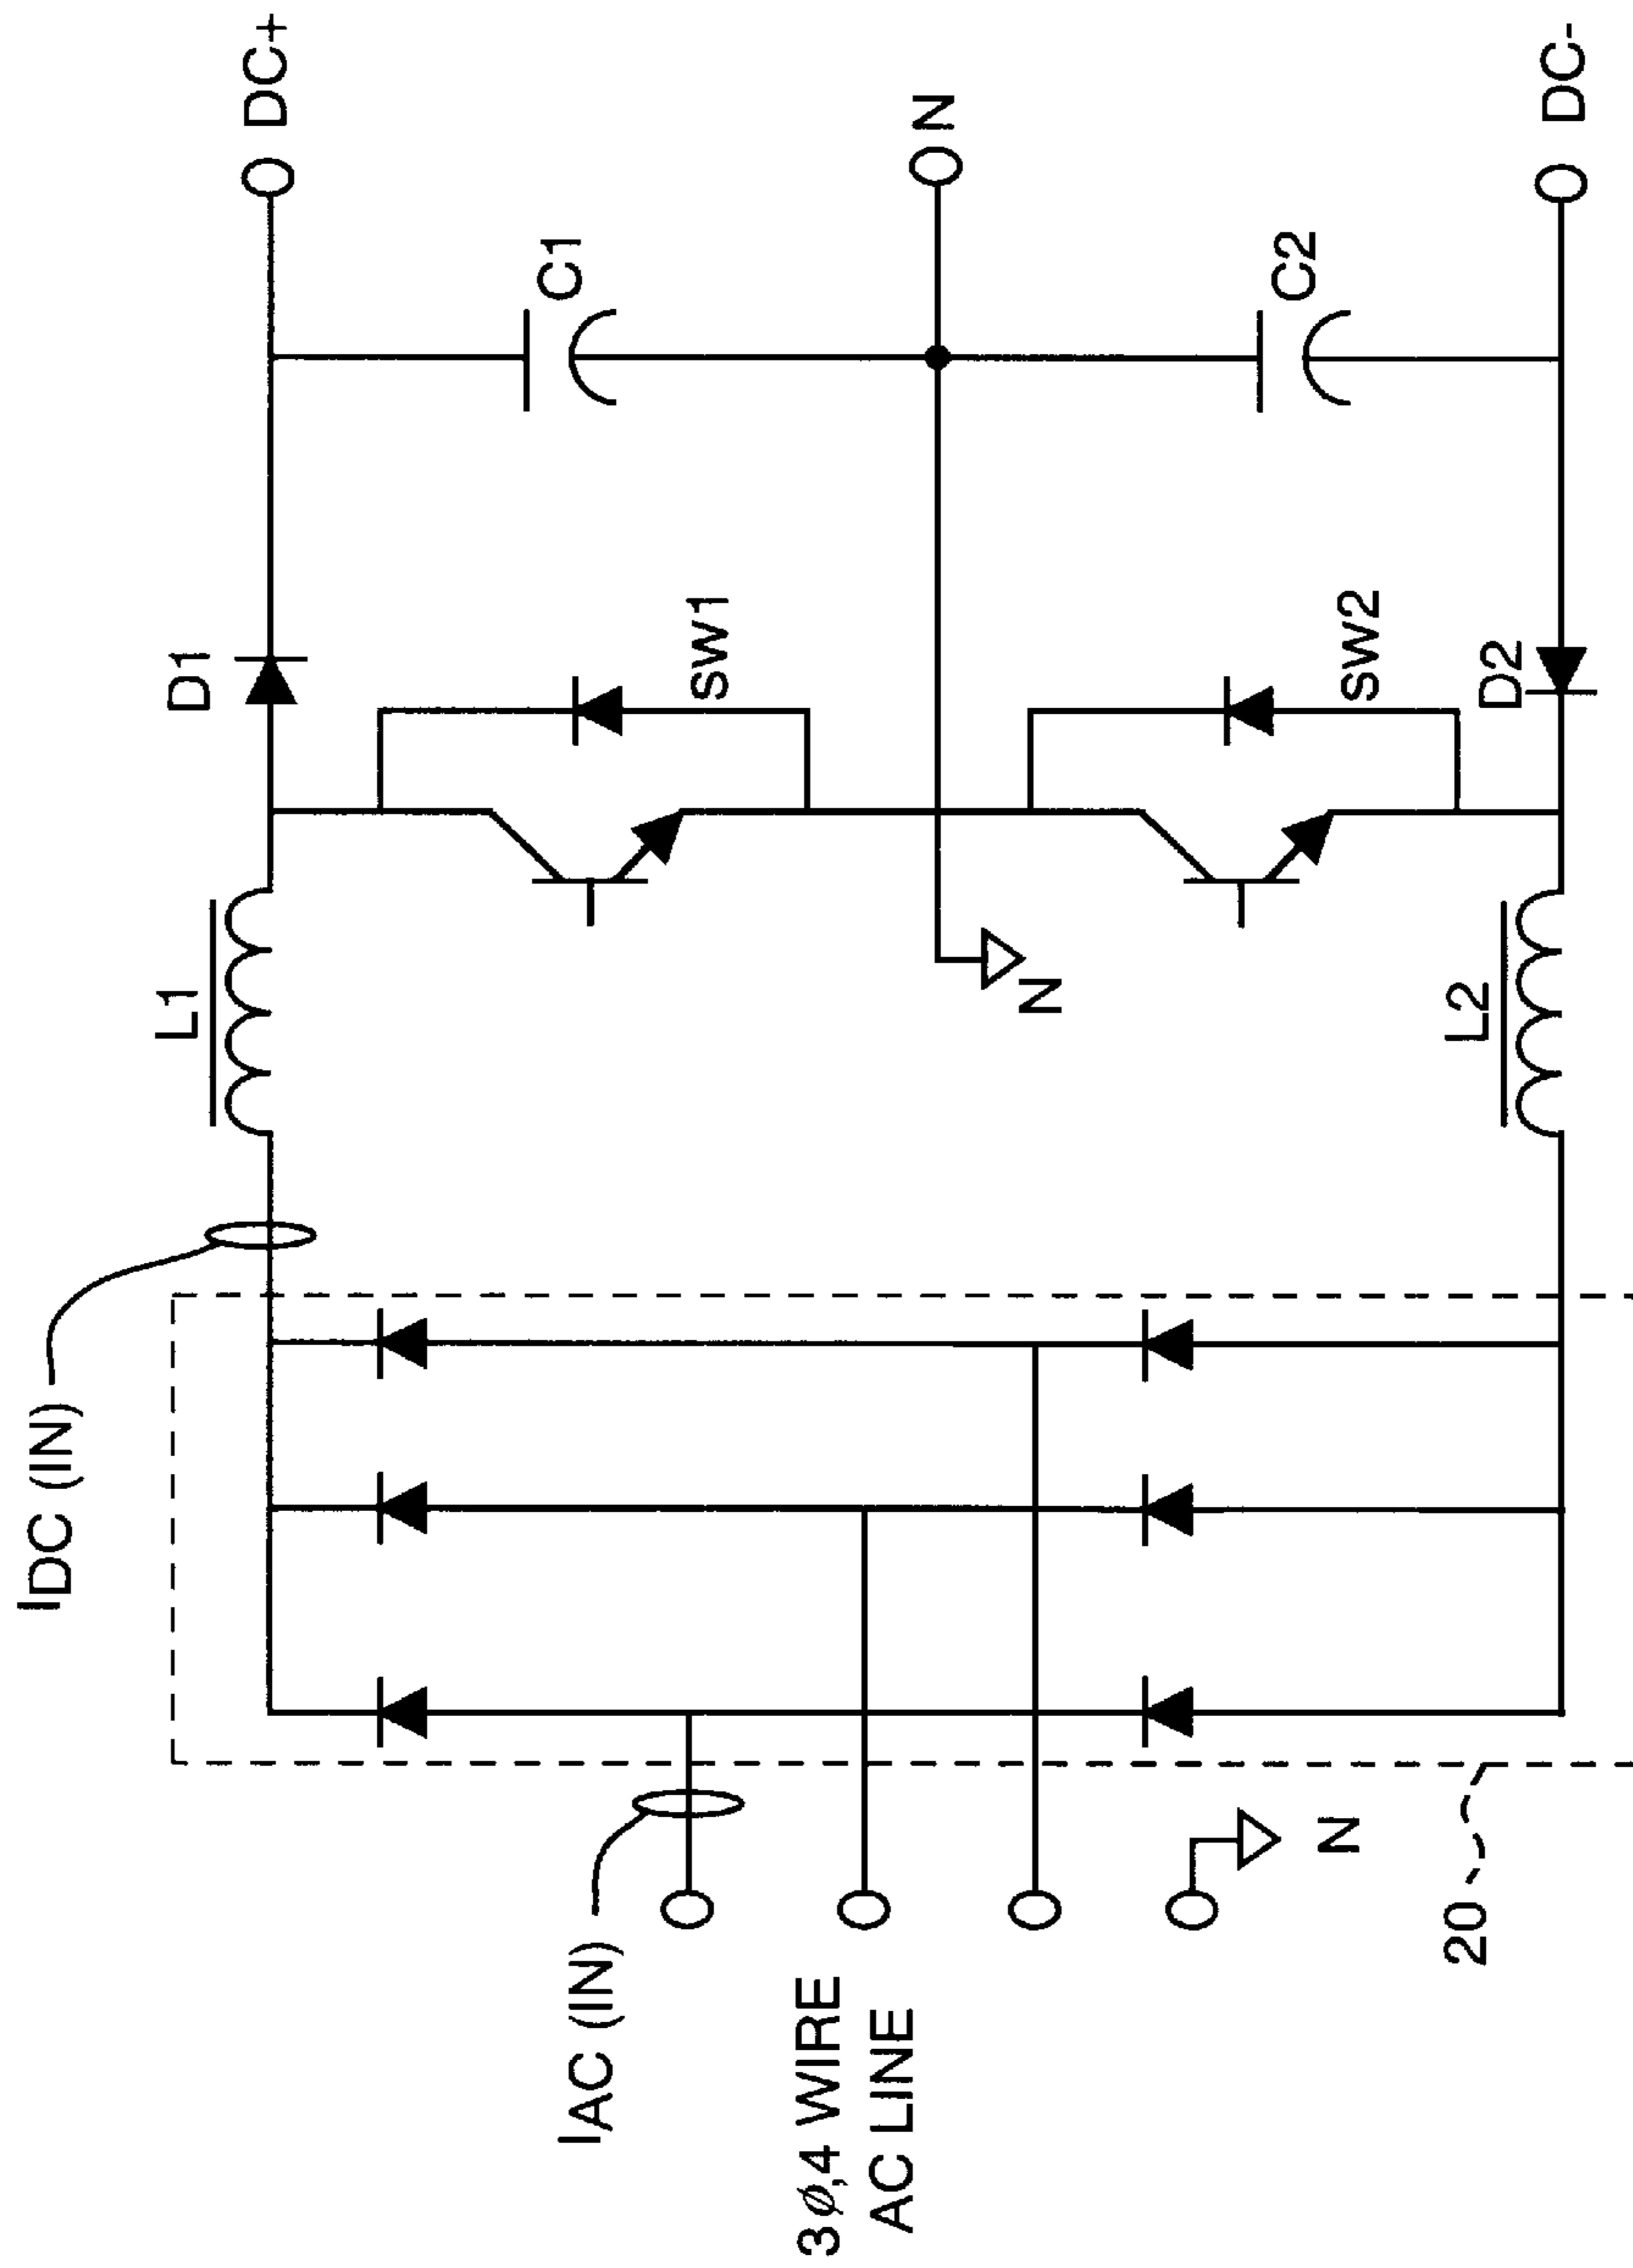 IDC (IN)
L1
D1
DC+
C1
SW1
IAC (IN)
N
N
3ø,4 WIRE
AC LINE
SW2
C2
N
20
L2
D2
DC-